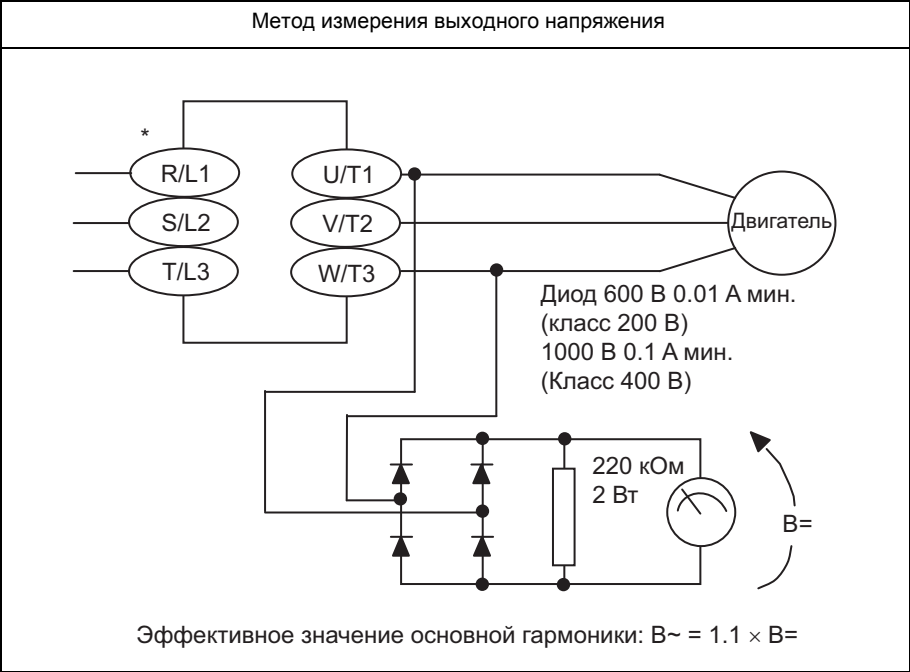 Метод измерения выходного напряжения
*
R/L1
U/T1
S/L2
V/T2
T/L3
W/T3
Двигатель
Диод 600 В 0.01 А мин.
(класс 200 В)
1000 В 0.1 А мин.
(Класс 400 В)
220 кОм
2 Вт
В=
Эффективное значение основной гармоники: В~ = 1.1 × В=